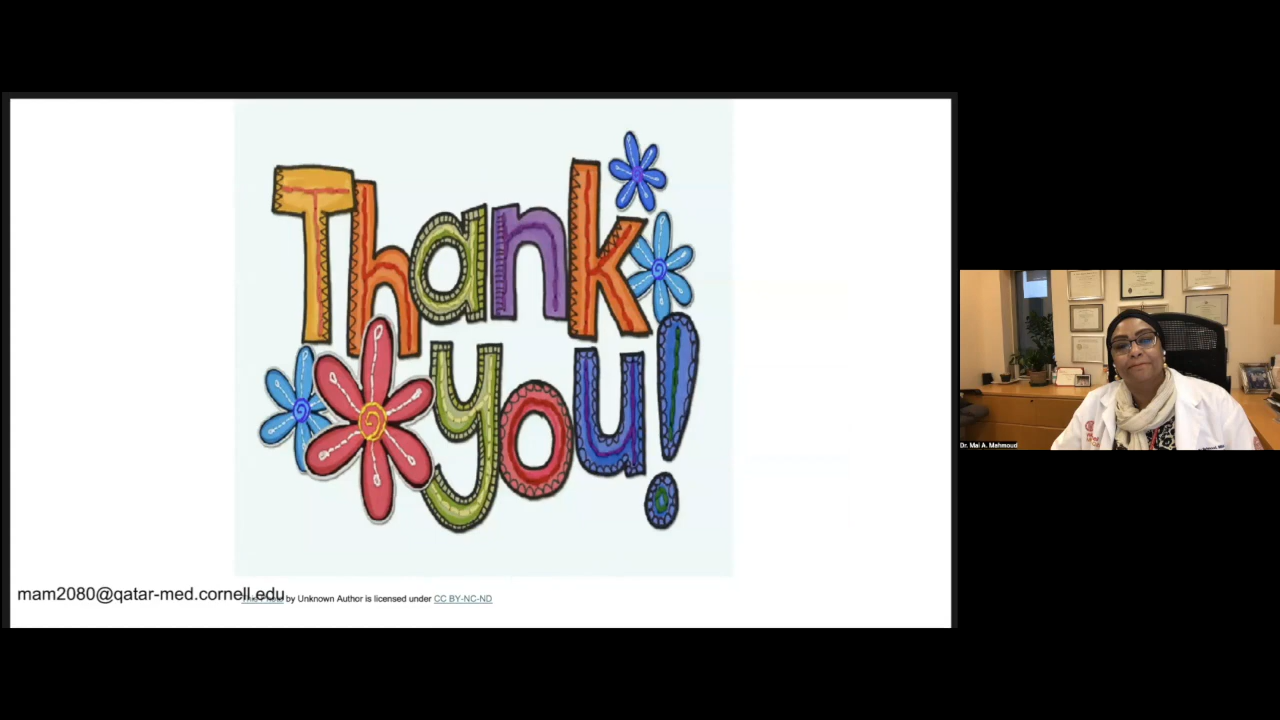 Thank
you!
mam2080@qatar-med.cornell.edu
by Unknown Author is licensed under CC BY-NC-ND
Dr. Mai A. Mahmoud